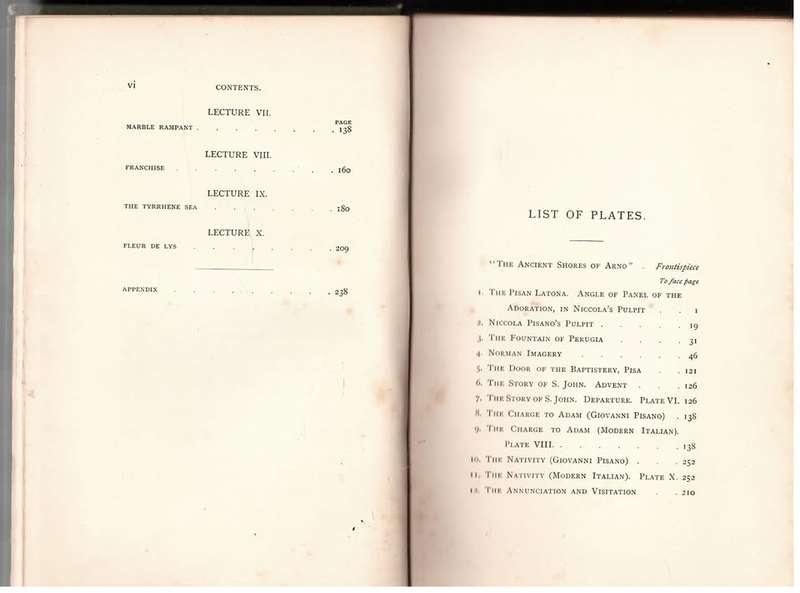 vi CONTENTS.
LECTURE VII.
PAGE
MARBLE RAMPANT . . . . . . . . 138
LECTURE VIII.
FRANCHISE . . . . . . . . . 160
LECTURE IX.
THE TYRRHENE SEA . . . . . . . 180
LECTURE X.
FLEUR DE LYS . . . . . . . . 209
APPENDIX . . . . . . . . . 238
LIST OF PLATES.
"THE ANCIENT SHORES OF ARNO" . Frontispiece
To face page
1. THE PISAN LATONA. ANGLE OF PANEL OF THE
ADORATION, IN NICCOLA'S PULPIT . . 1
2. NICCOLA PISANO'S PULPIT . . . . . 19
3. THE FOUNTAIN OF PERUGIA . . . . 31
4. NORMAN IMAGERY . . . . . . 46
5. THE DOOR OF THE BAPTISTERY, PISA . . 121
6. THE STORY OF S. JOHN. ADVENT . . . 126
7. THE STORY OF S. JOHN. DEPARTURE. PLATE VI. 126
8. THE CHARGE TO ADAM (GIOVANNI PISANO) . 138
9. THE CHARGE TO ADAM (MODERN ITALIAN).
PLATE VIII. . . . . . . . 138
10. THE NATIVITY (GIOVANNI PISANO) . . . 252
11. THE NATIVITY (MODERN ITALIAN). PLATE X. 252
12. THE ANNUNCIATION AND VISITATION . . 210